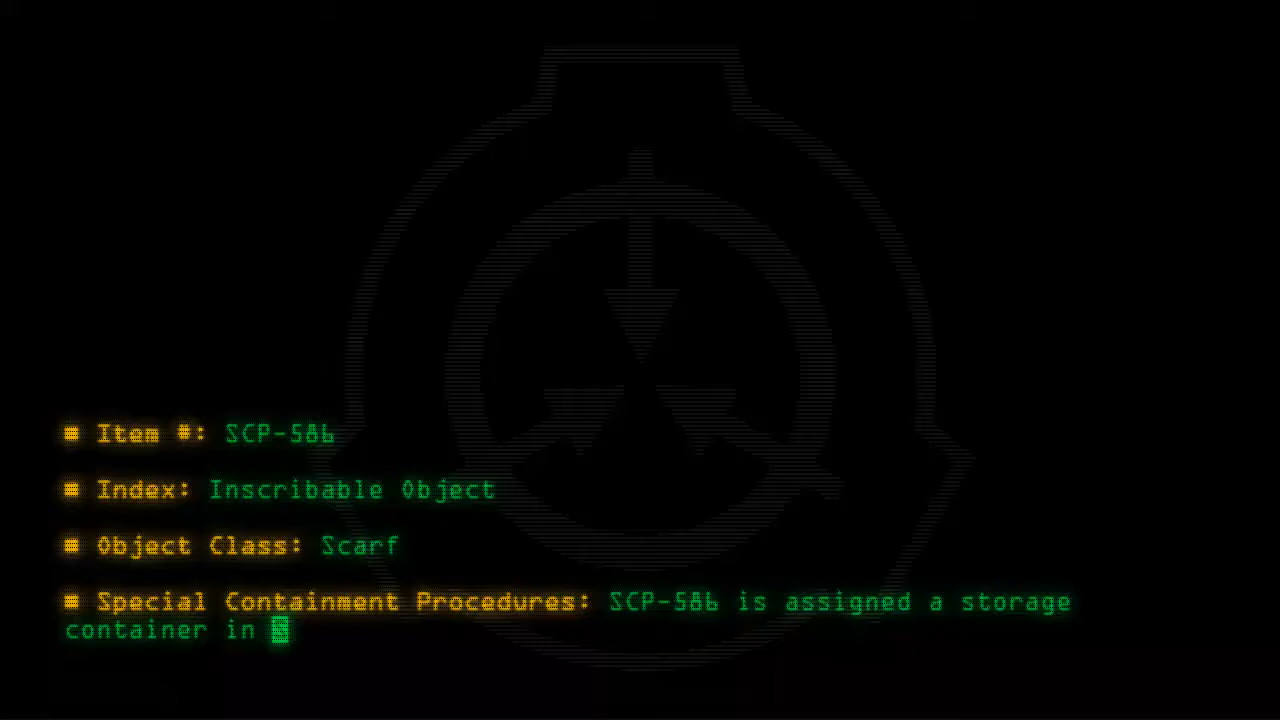 ■ Item #: SCP-586
■ Index: Inscribable Object
■ Object Class: Scarf
■ Special Containment Procedures: SCP-586 is assigned a storage
container in